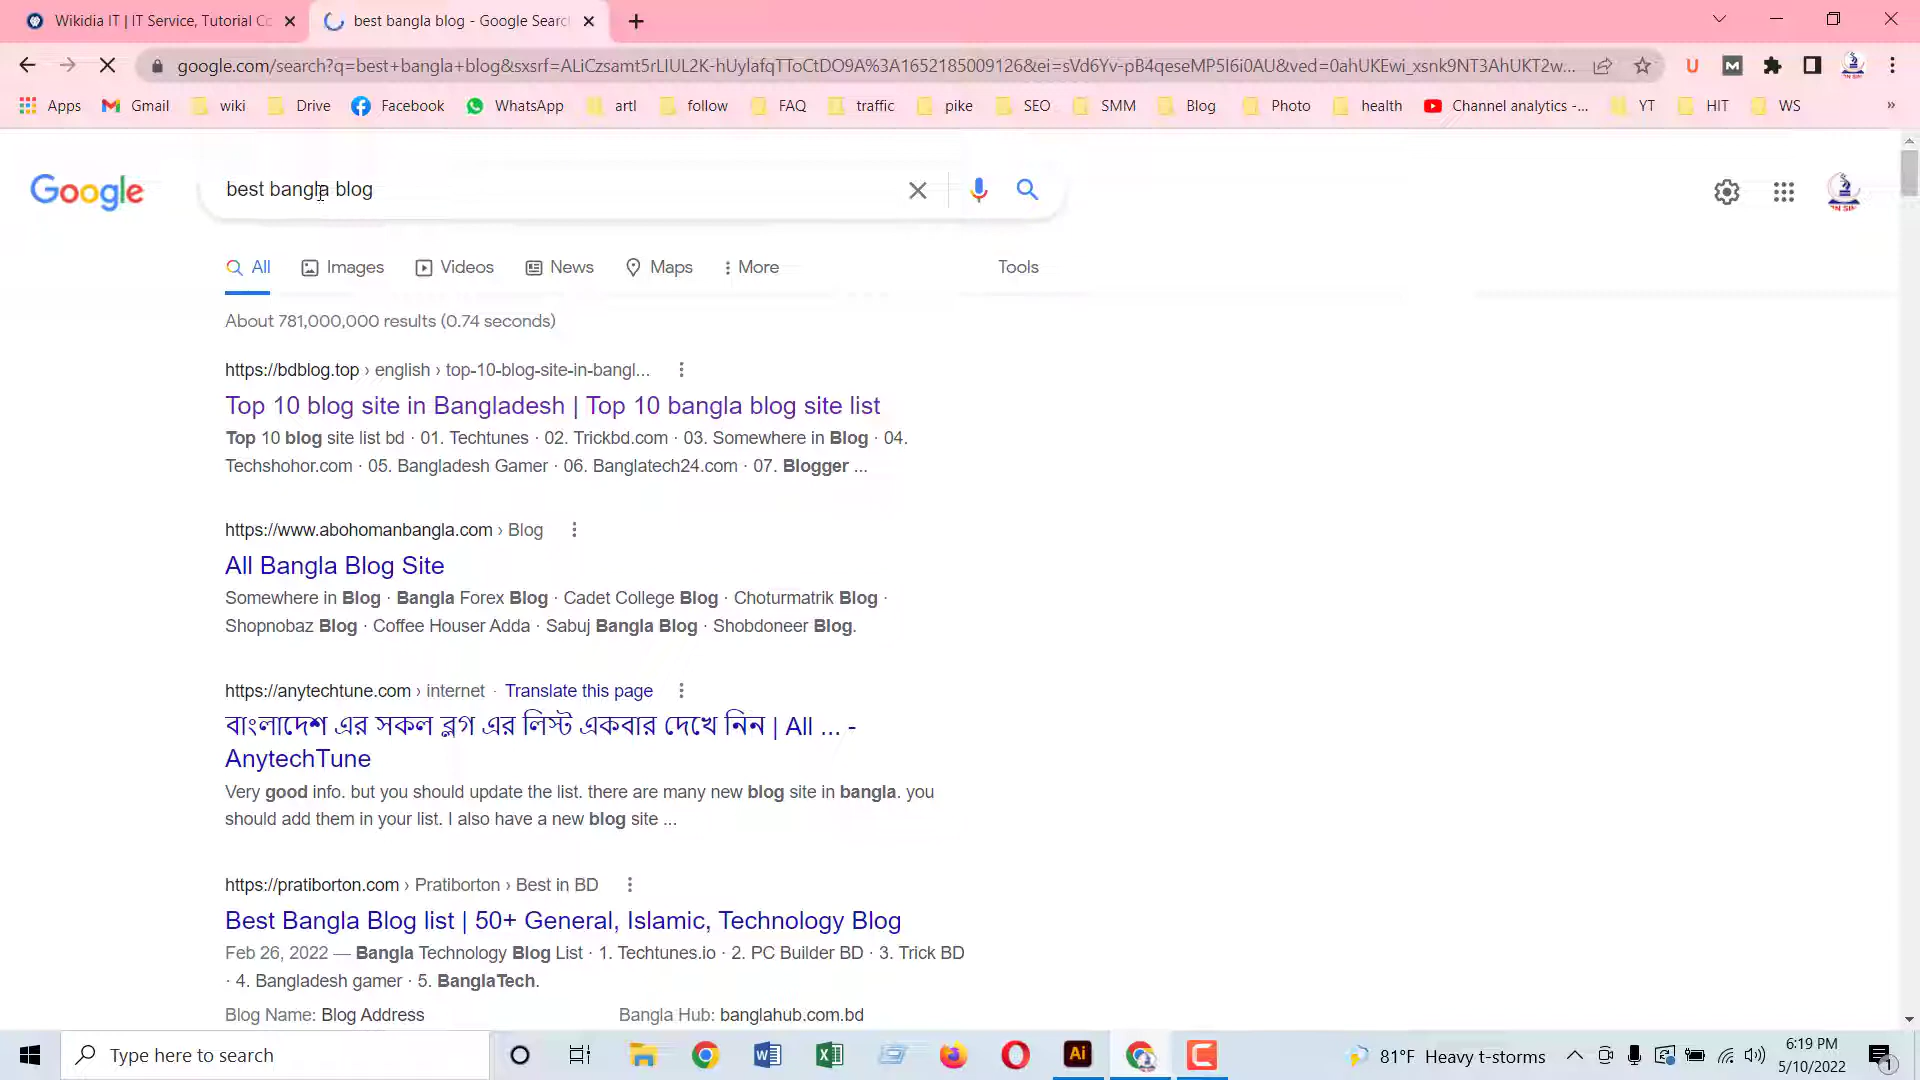 Wikidia IT | IT Service, Tutorial Co
best bangla blog - Google Search
google.com/search?q=best+bangla+blog&sxsrf=ALiCzsamt5rLIUL2K-hUylafqTToCtDO9A%3A1652185009126&ei=sVd6Yv-pB4qeseMP5I6i0AU&ved=0ahUKEwi_xsnk9NT3AhUKT2w...
Apps Gmail wiki Drive Facebook WhatsApp artl follow FAQ traffic pike SEO SMM Blog Photo health Channel analytics -... YT HIT WS »
Google
best bangla blog
All Images Videos News Maps More Tools
About 781,000,000 results (0.74 seconds)
https://bdblog.top › english › top-10-blog-site-in-bangl...
Top 10 blog site in Bangladesh | Top 10 bangla blog site list
Top 10 blog site list bd · 01. Techtunes · 02. Trickbd.com · 03. Somewhere in Blog · 04.
Techshohor.com · 05. Bangladesh Gamer · 06. Banglatech24.com · 07. Blogger ...
https://www.abohomanbangla.com › Blog
All Bangla Blog Site
Somewhere in Blog · Bangla Forex Blog · Cadet College Blog · Choturmatrik Blog ·
Shopnobaz Blog · Coffee Houser Adda · Sabuj Bangla Blog · Shobdoneer Blog.
https://anytechtune.com › internet · Translate this page
বাংলাদেশ এর সকল ব্লগ এর লিস্ট একবার দেখে নিন | All ... -
AnytechTune
Very good info. but you should update the list. there are many new blog site in bangla. you
should add them in your list. I also have a new blog site ...
https://pratiborton.com › Pratiborton › Best in BD
Best Bangla Blog list | 50+ General, Islamic, Technology Blog
Feb 26, 2022 — Bangla Technology Blog List · 1. Techtunes.io · 2. PC Builder BD · 3. Trick BD
· 4. Bangladesh gamer · 5. BanglaTech.
Blog Name: Blog Address Bangla Hub: banglahub.com.bd
Type here to search
81°F Heavy t-storms
6:19 PM
5/10/2022
1